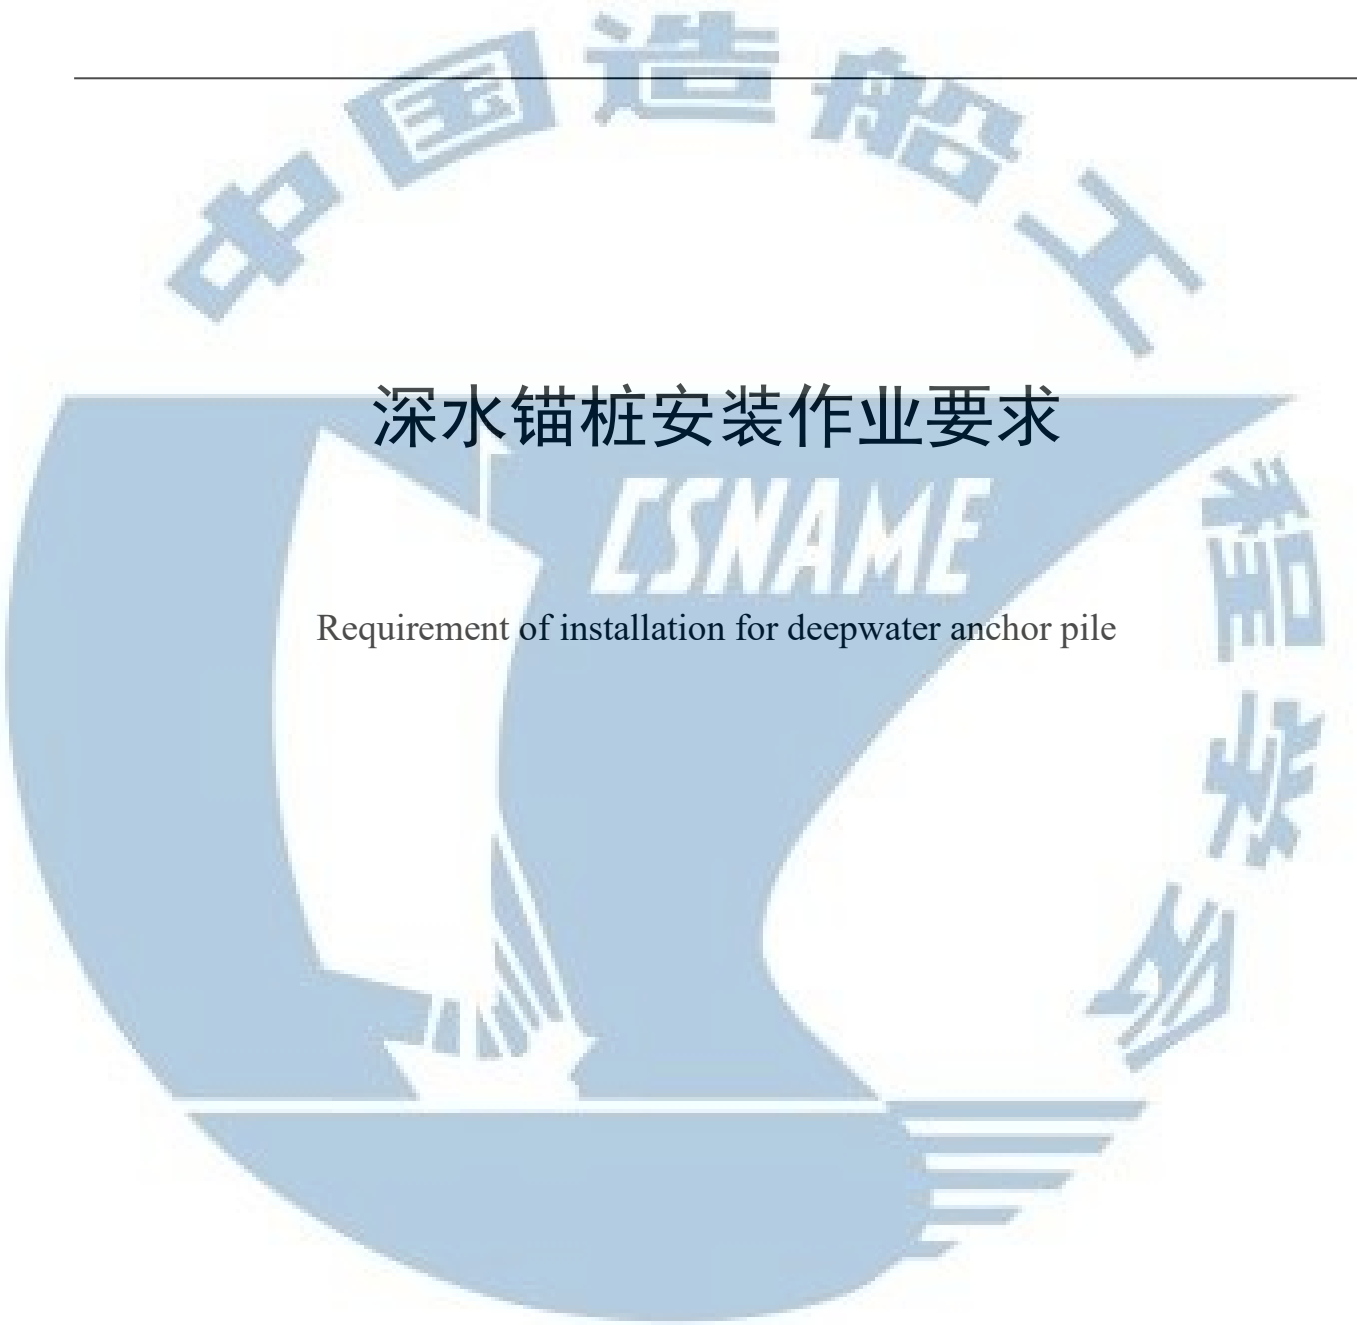 中国造船工程学会
深水锚桩安装作业要求
CSNAME
Requirement of installation for deepwater anchor pile